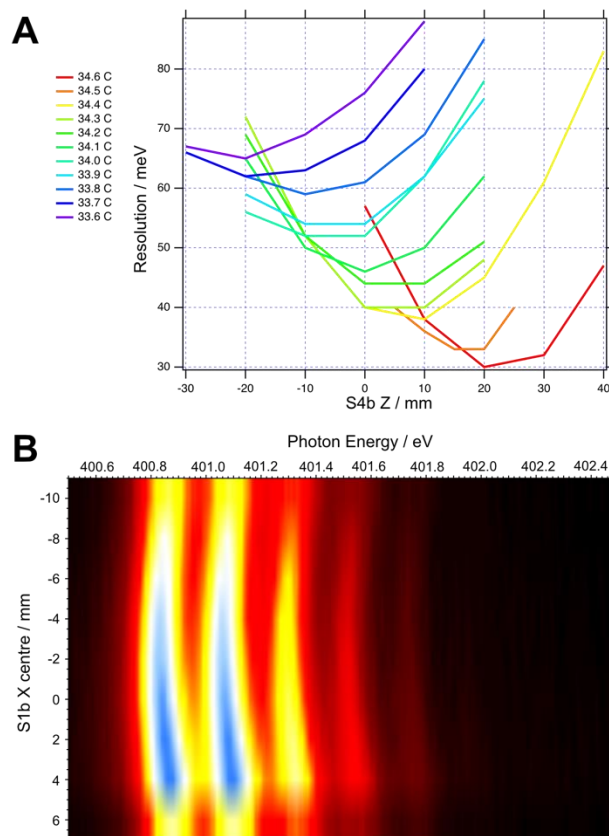 A
34.6 C
34.5 C
34.4 C
34.3 C
34.2 C
34.1 C
34.0 C
33.9 C
33.8 C
33.7 C
33.6 C
Resolution / meV
80
70
60
50
40
30
-30 -20 -10 0 10 20 30 40
S4b Z / mm
B
Photon Energy / eV
400.6 400.8 401.0 401.2 401.4 401.6 401.8 402.0 402.2 402.4
S1b X centre / mm
-10
-8
-6
-4
-2
0
2
4
6